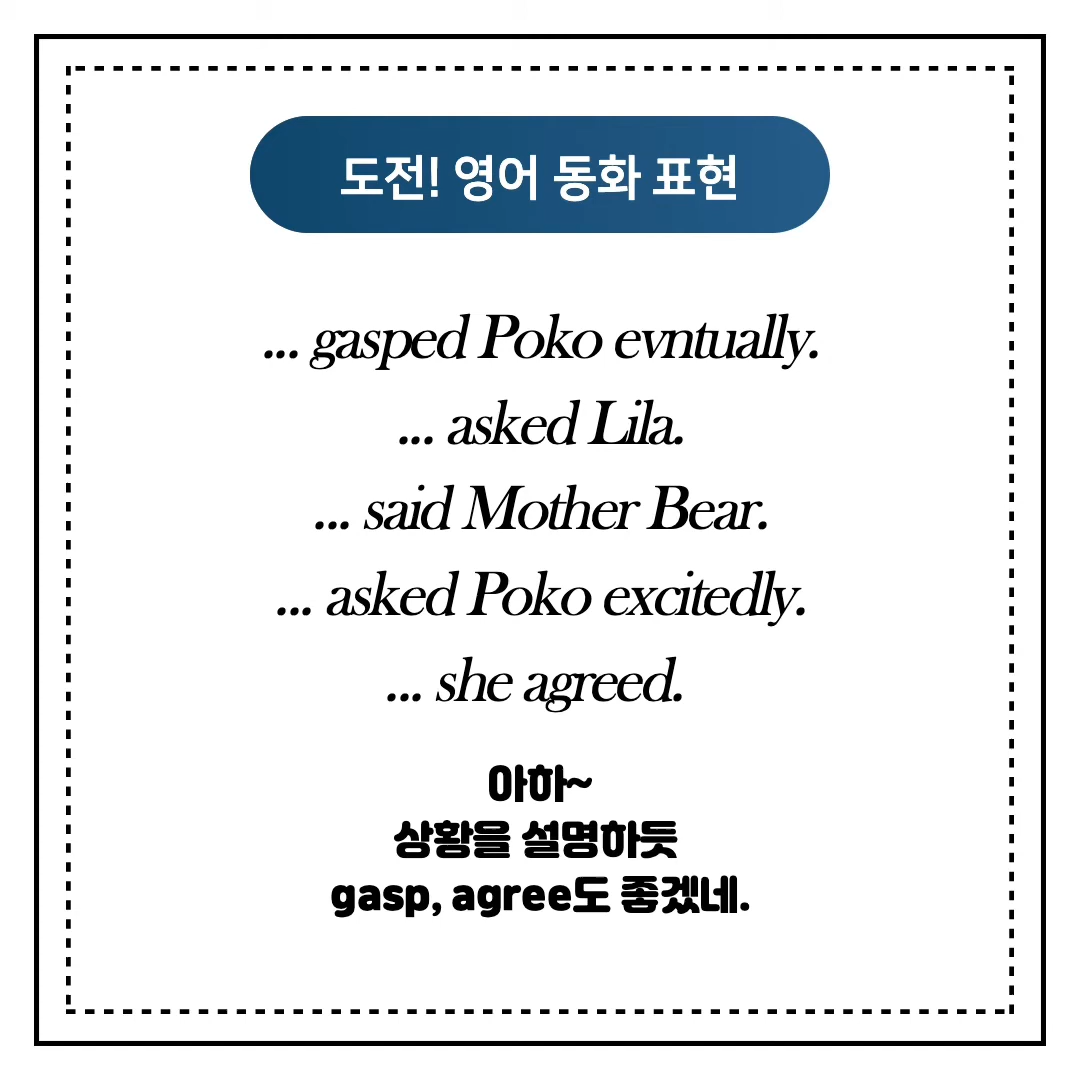 도전! 영어 동화 표현
... gasped Poko evntually.
... asked Lila.
... said Mother Bear.
... asked Poko excitedly.
... she agreed.
아하~
상황을 설명하듯
gasp, agree도 좋겠네.